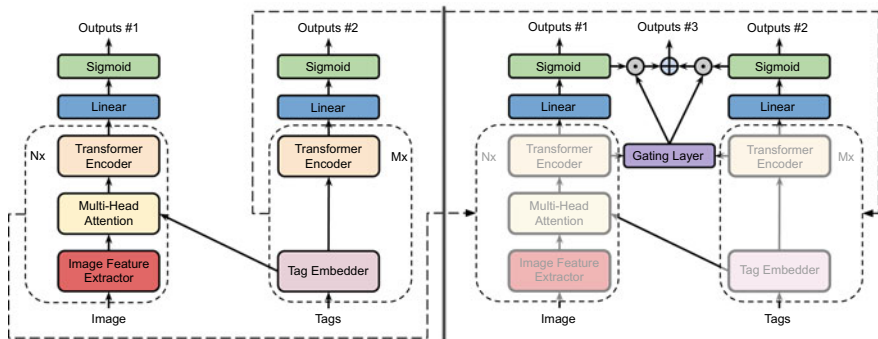 Outputs #1
Outputs #2
Sigmoid
Sigmoid
Linear
Linear
Nx
Transformer
Encoder
Transformer
Encoder
Mx
Multi-Head
Attention
Image Feature
Extractor
Tag Embedder
Image
Tags
Outputs #1
Outputs #3
Outputs #2
Sigmoid
Sigmoid
Linear
Linear
Nx
Transformer
Encoder
Gating Layer
Transformer
Encoder
Mx
Multi-Head
Attention
Image Feature
Extractor
Tag Embedder
Image
Tags